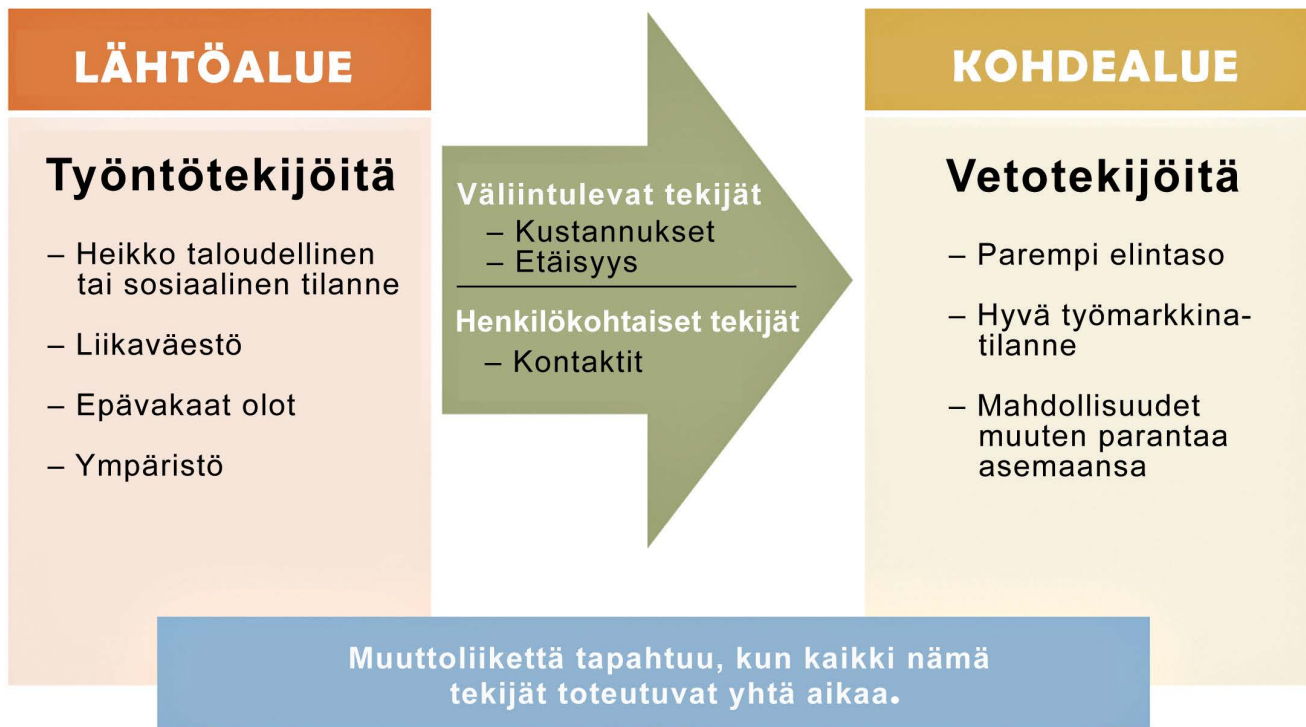 LÄHTÖALUE
Työntötekijöitä
– Heikko taloudellinen
tai sosiaalinen tilanne
– Liikaväestö
– Epävakaat olot
– Ympäristö
Väliintulevat tekijät
– Kustannukset
– Etäisyys
Henkilökohtaiset tekijät
– Kontaktit
KOHDEALUE
Vetotekijöitä
– Parempi elintaso
– Hyvä työmarkkina-
tilanne
– Mahdollisuudet
muuten parantaa
asemaansa
Muuttoliikettä tapahtuu, kun kaikki nämä
tekijät toteutuvat yhtä aikaa.